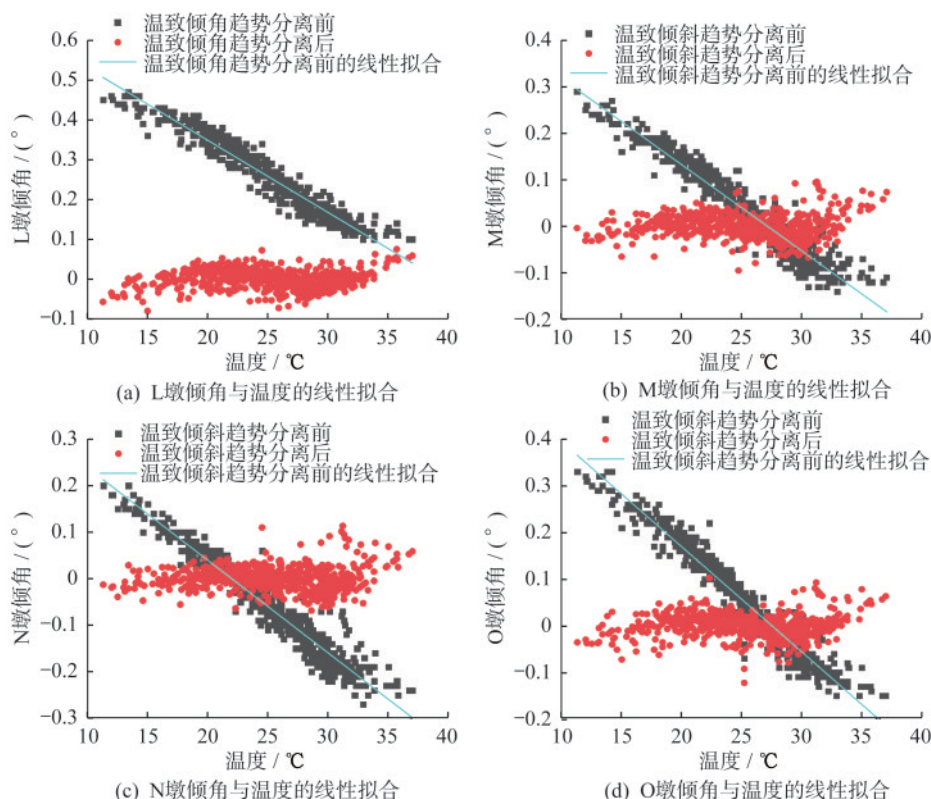 温致倾角趋势分离前
温致倾角趋势分离后
温致倾角趋势分离前的线性拟合
0.6
0.5
0.4
0.3
0.2
0.1
0
−0.1
L墩倾角 / (°)
10 15 20 25 30 35 40
温度 / ℃
(a) L墩倾角与温度的线性拟合
温致倾斜趋势分离前
温致倾斜趋势分离后
温致倾斜趋势分离前的线性拟合
0.4
0.3
0.2
0.1
0
−0.1
−0.2
M墩倾角 / (°)
10 15 20 25 30 35 40
温度 / ℃
(b) M墩倾角与温度的线性拟合
温致倾斜趋势分离前
温致倾斜趋势分离后
温致倾斜趋势分离前的线性拟合
0.3
0.2
0.1
0
−0.1
−0.2
−0.3
N墩倾角 / (°)
10 15 20 25 30 35 40
温度 / ℃
(c) N墩倾角与温度的线性拟合
温致倾斜趋势分离前
温致倾斜趋势分离后
温致倾斜趋势分离前的线性拟合
0.4
0.3
0.2
0.1
0
−0.1
−0.2
O墩倾角 / (°)
10 15 20 25 30 35 40
温度 / ℃
(d) O墩倾角与温度的线性拟合